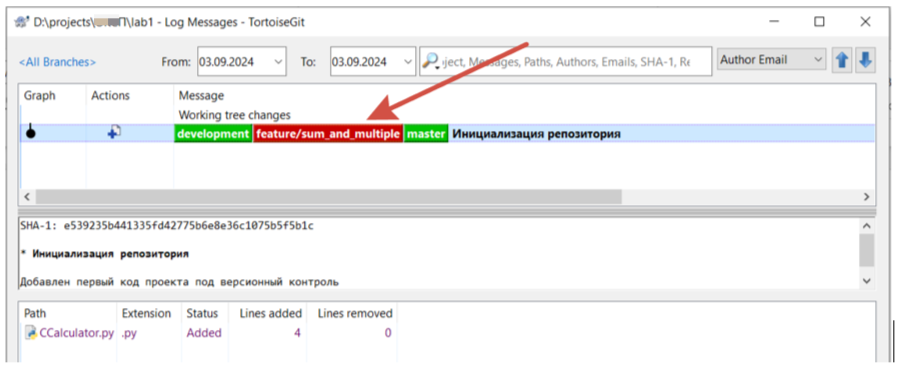 D:\projects\ П\lab1 - Log Messages - TortoiseGit
<All Branches> From: 03.09.2024 To: 03.09.2024 ject, Messages, Paths, Authors, Emails, SHA-1, Re Author Email
Graph Actions Message
Working tree changes
development feature/sum_and_multiple master Инициализация репозитория
SHA-1: e539235b441335fd42775b6e8e36c1075b5f5b1c
* Инициализация репозитория
Добавлен первый код проекта под версионный контроль
Path Extension Status Lines added Lines removed
CCalculator.py .py Added 4 0